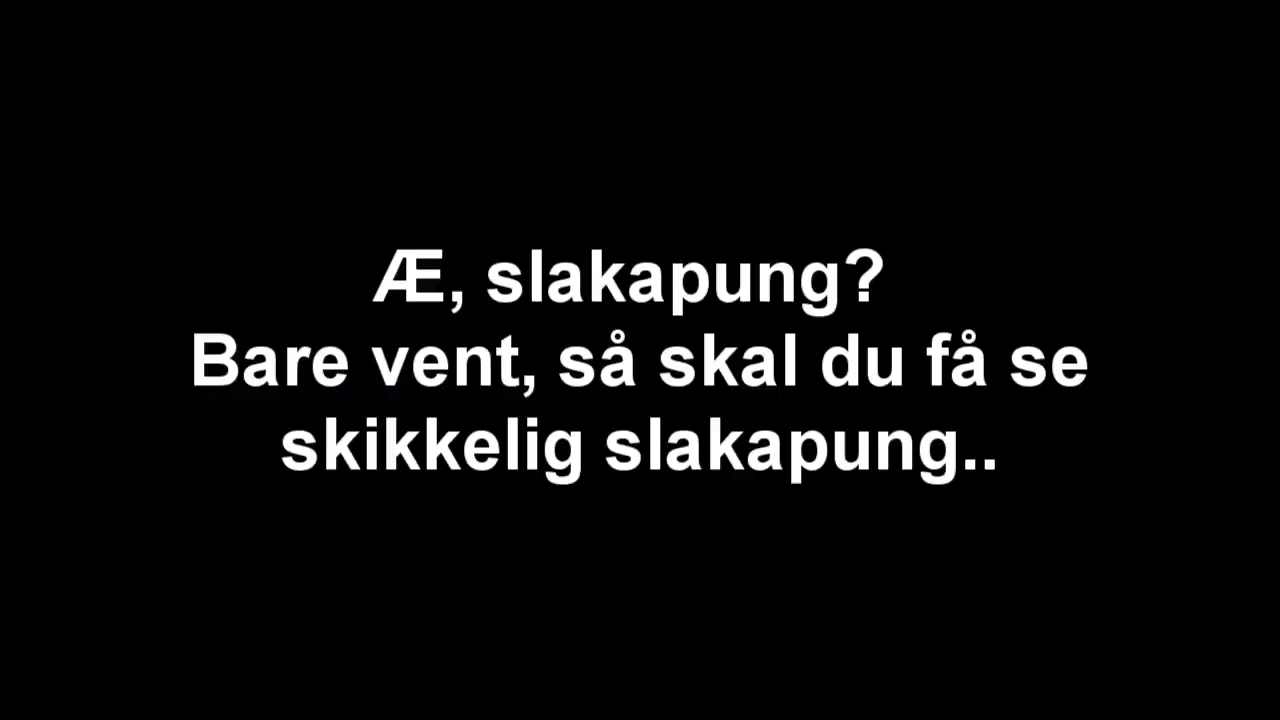 Æ, slakapung?
Bare vent, så skal du få se
skikkelig slakapung..